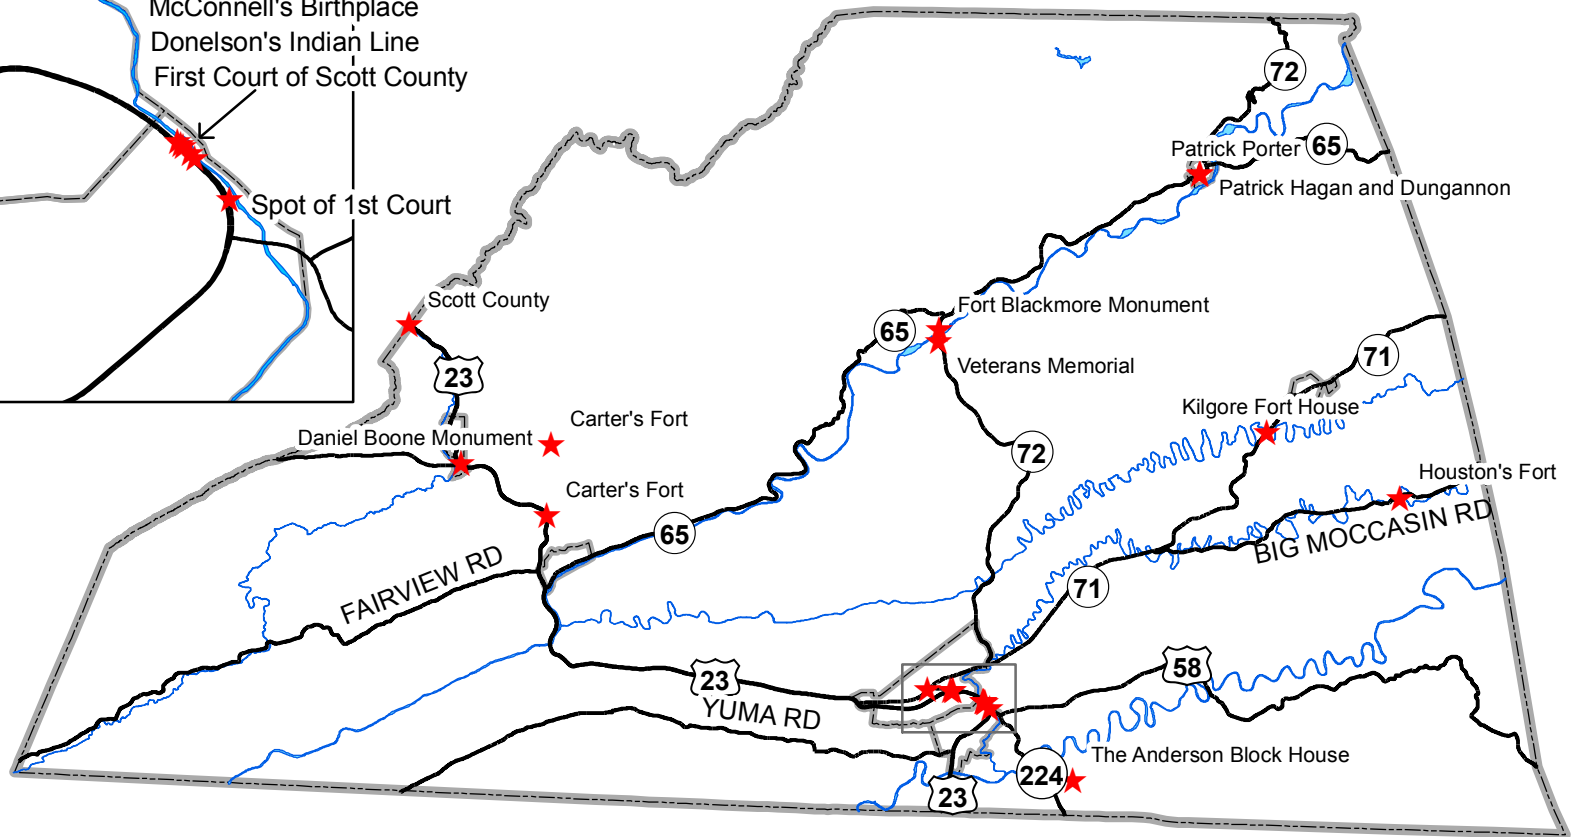 McConnell's Birthplace
Donelson's Indian Line
First Court of Scott County
Spot of 1st Court
72
Patrick Porter
65
Patrick Hagan and Dungannon
Scott County
Fort Blackmore Monument
65
Veterans Memorial
71
23
Kilgore Fort House
Carter's Fort
Daniel Boone Monument
72
Houston's Fort
Carter's Fort
65
BIG MOCCASIN RD
FAIRVIEW RD
71
58
23
YUMA RD
The Anderson Block House
224
23